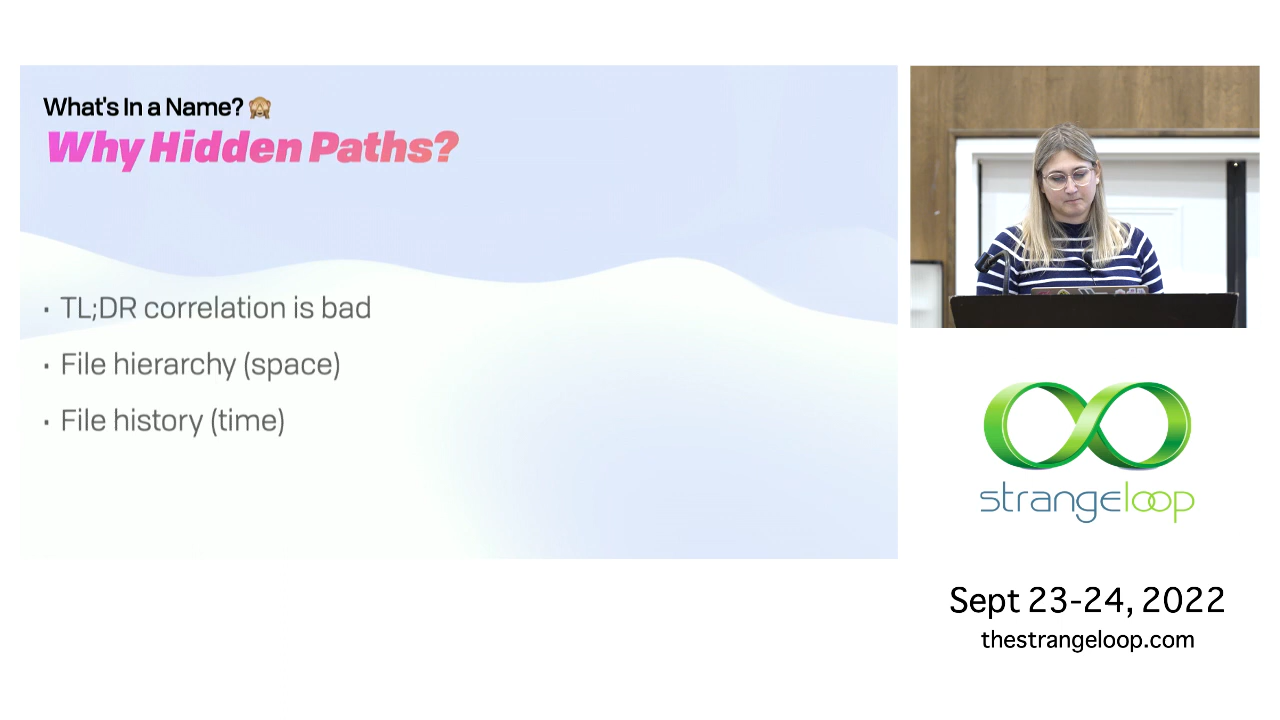 What's In a Name? 🙈
Why Hidden Paths?
· TL;DR correlation is bad
· File hierarchy (space)
· File history (time)
strangeloop
Sept 23-24, 2022
thestrangeloop.com